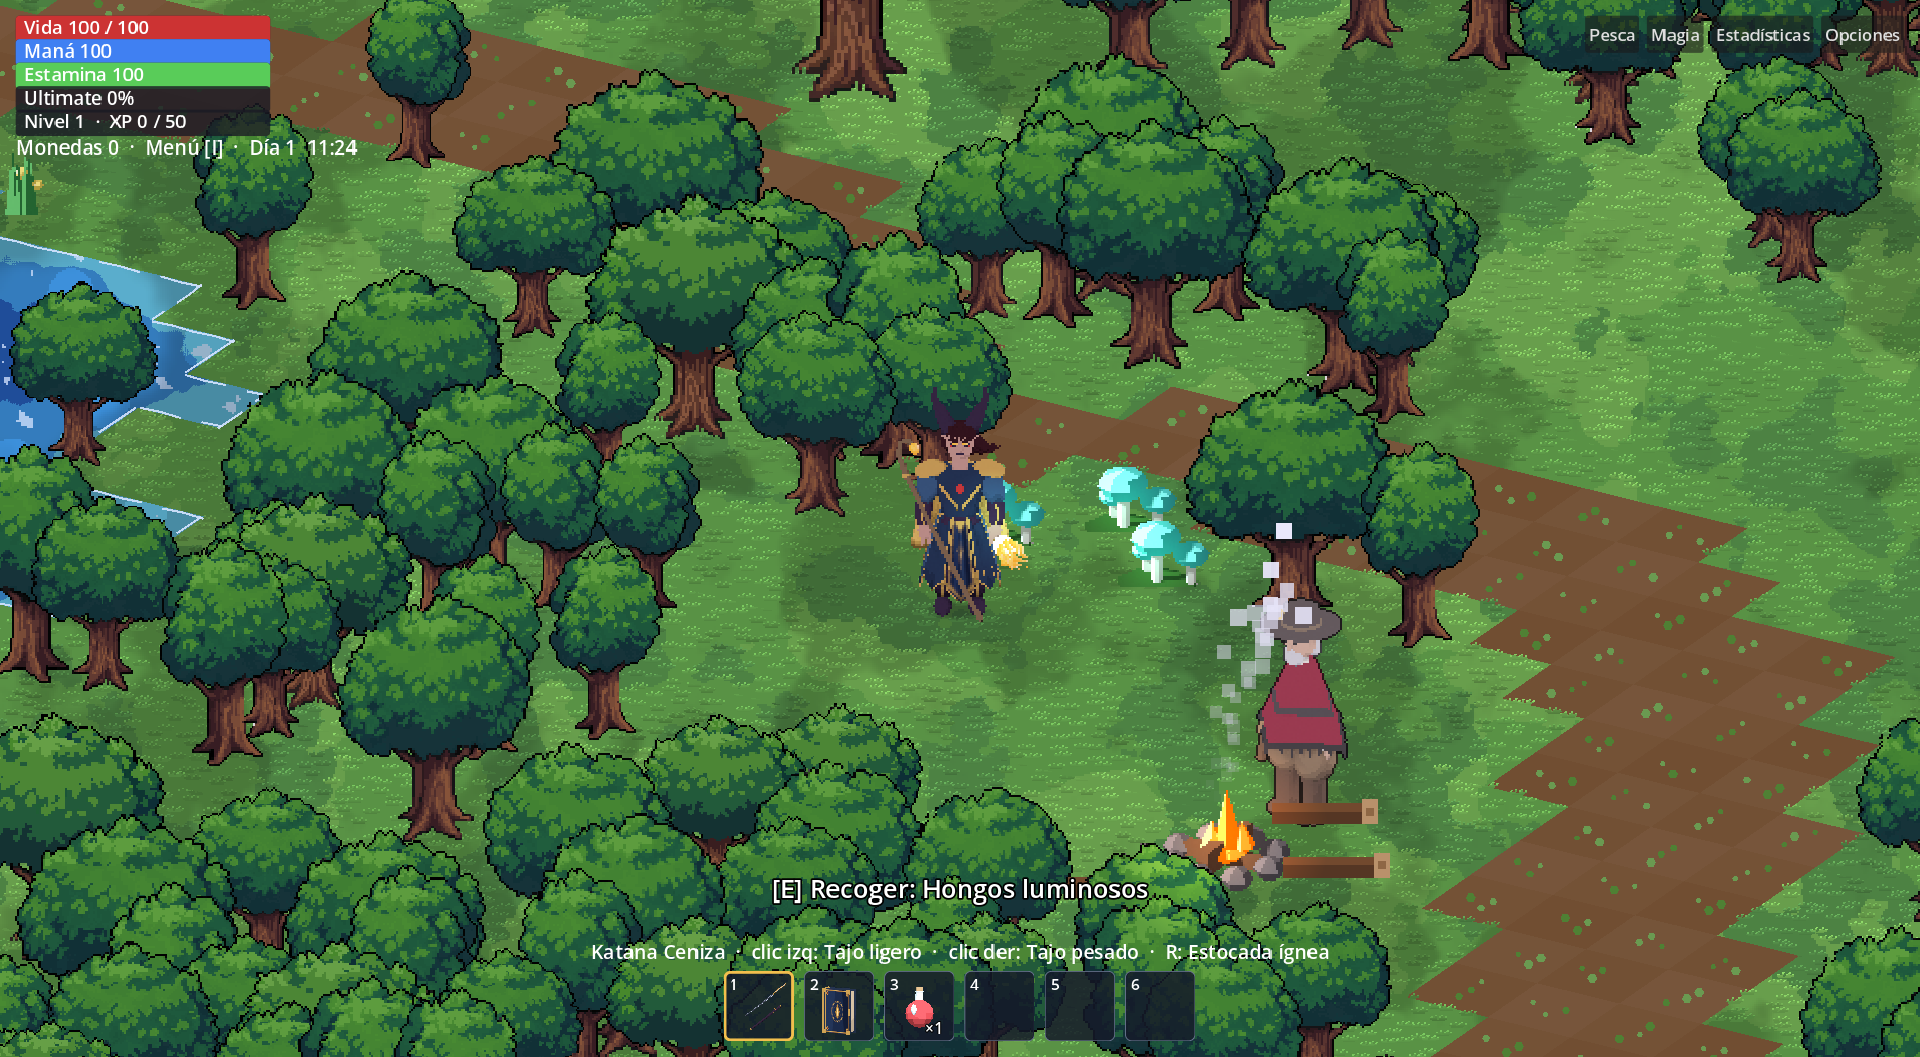 Vida 100 / 100
Maná 100
Estamina 100
Ultimate 0%
Nivel 1 · XP 0 / 50
Monedas 0 · Menú [I] · Día 1 11:24
Pesca Magia Estadísticas Opciones
[E] Recoger: Hongos luminosos
Katana Ceniza · clic izq: Tajo ligero · clic der: Tajo pesado · R: Estocada ígnea
1 2 3 4 5 6
×1